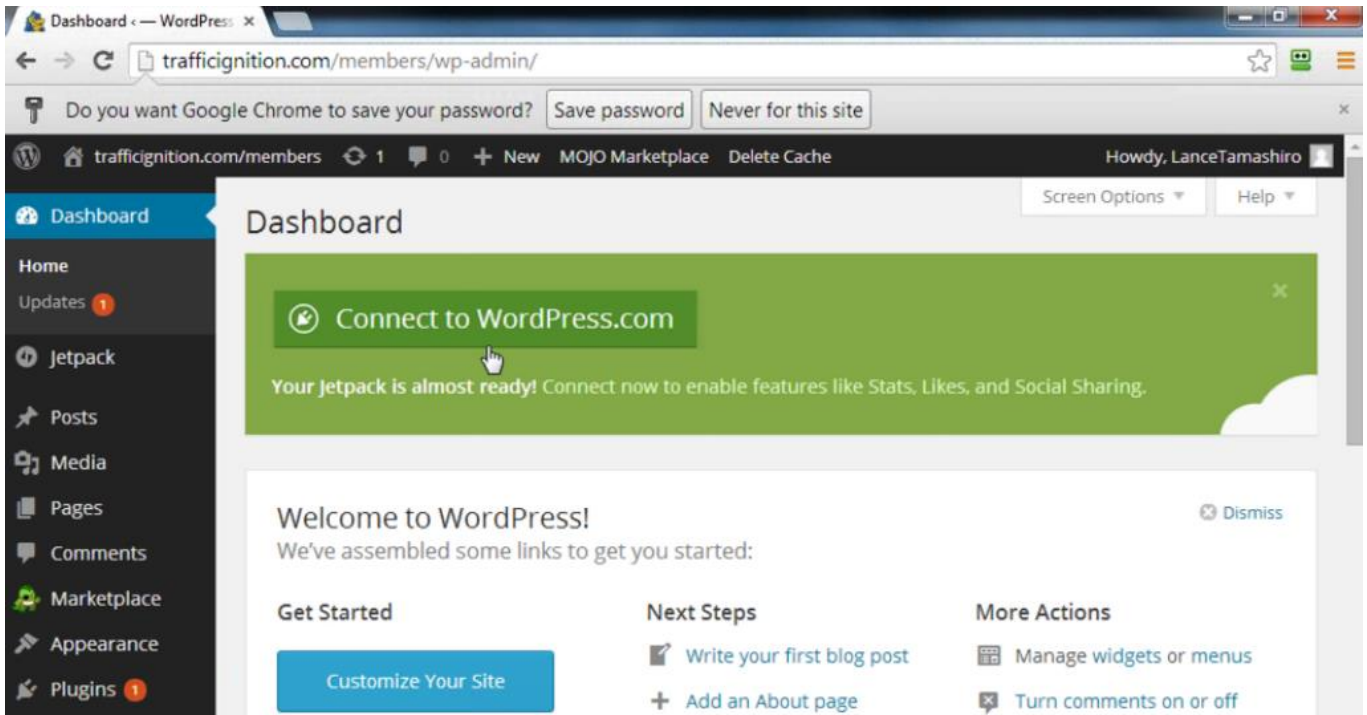 Dashboard ‹ — WordPress
trafficignition.com/members/wp-admin/
Do you want Google Chrome to save your password? Save password Never for this site
trafficignition.com/members 1 0 + New MOJO Marketplace Delete Cache Howdy, LanceTamashiro
Screen Options Help
Dashboard
Home
Updates 1
Jetpack
Posts
Media
Pages
Comments
Marketplace
Appearance
Plugins 1
Dashboard
Connect to WordPress.com
Your Jetpack is almost ready! Connect now to enable features like Stats, Likes, and Social Sharing.
Welcome to WordPress!
Dismiss
We've assembled some links to get you started:
Get Started
Customize Your Site
Next Steps
Write your first blog post
Add an About page
More Actions
Manage widgets or menus
Turn comments on or off